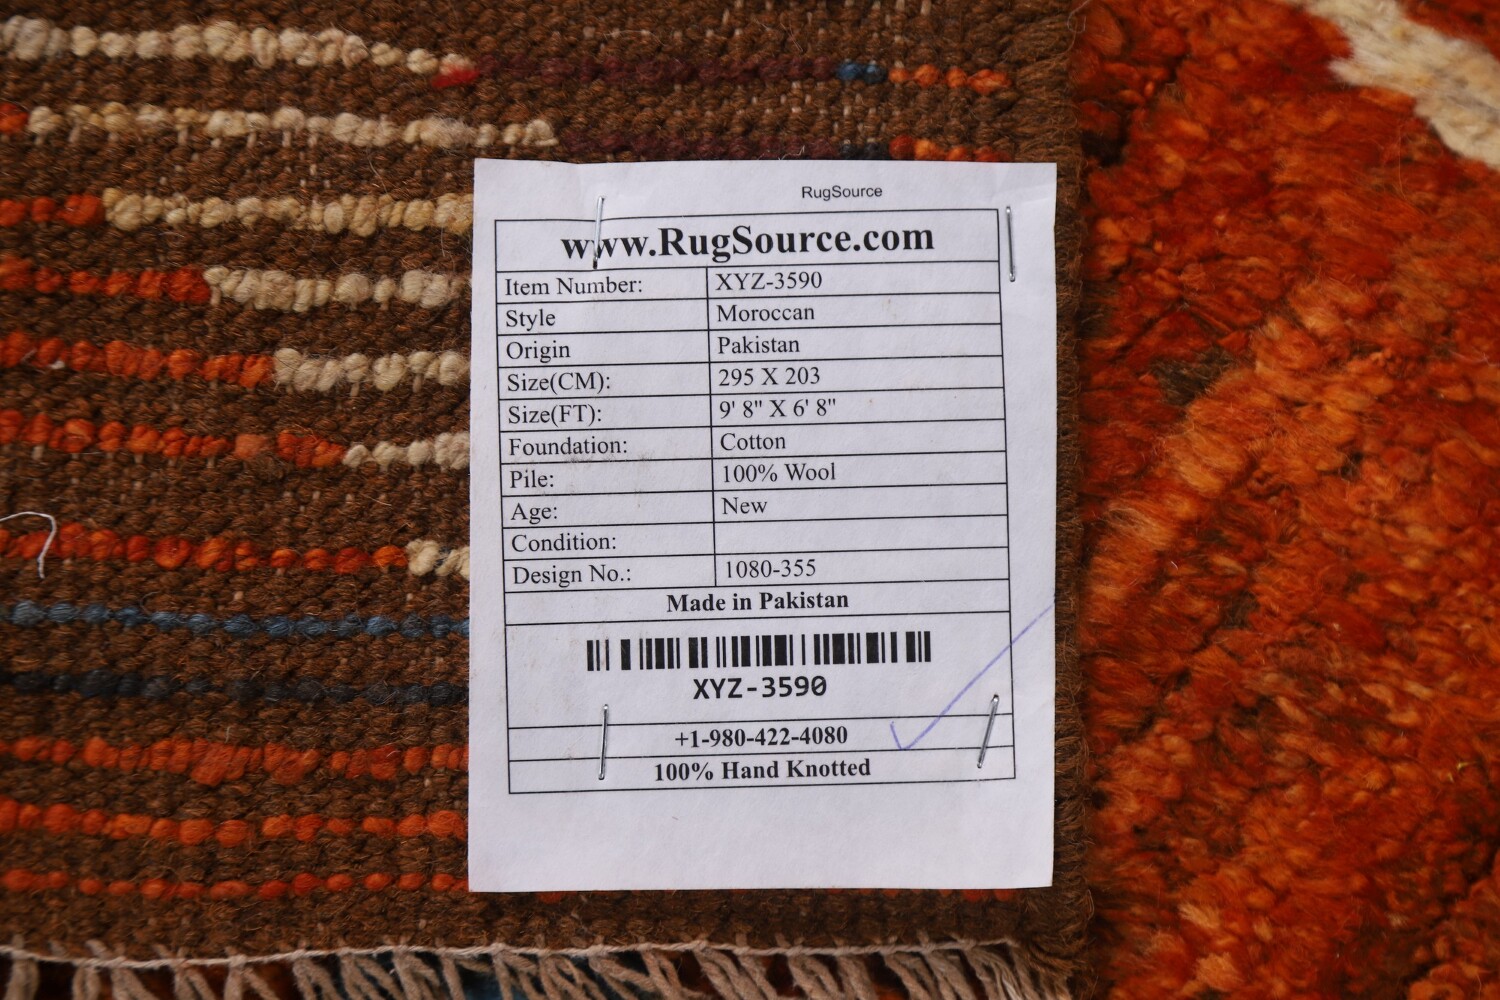 RugSource
www.RugSource.com
Item Number: XYZ-3590
Style Moroccan
Origin Pakistan
Size(CM): 295 X 203
Size(FT): 9' 8" X 6' 8"
Foundation: Cotton
Pile: 100% Wool
Age: New
Condition:
Design No.: 1080-355
Made in Pakistan
XYZ-3590
+1-980-422-4080
100% Hand Knotted